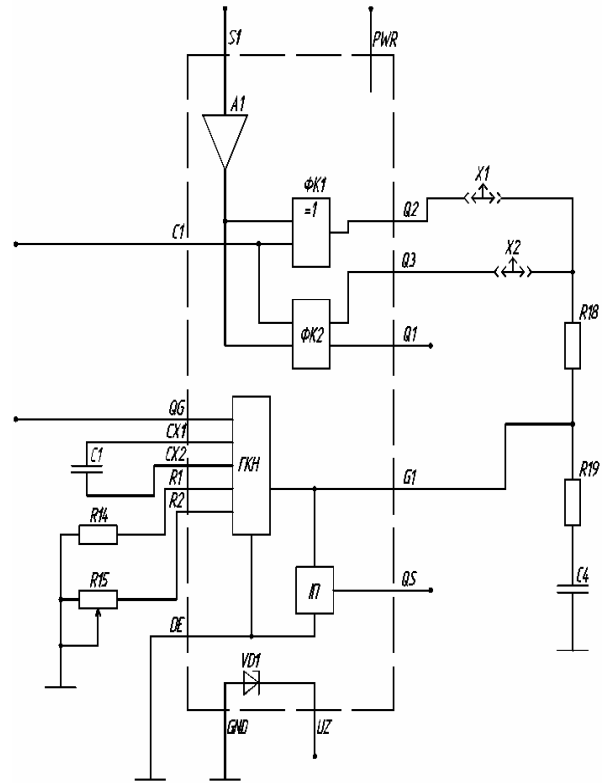 S1
PWR
A1
ФК1
=1
Q2
X1
C1
X2
Q3
R18
ФК2
Q1
QG
CX1
C1
CX2
ГКН
R1
G1
R19
R2
R14
R15
ИП
QS
C4
DE
VD1
GND
UZ